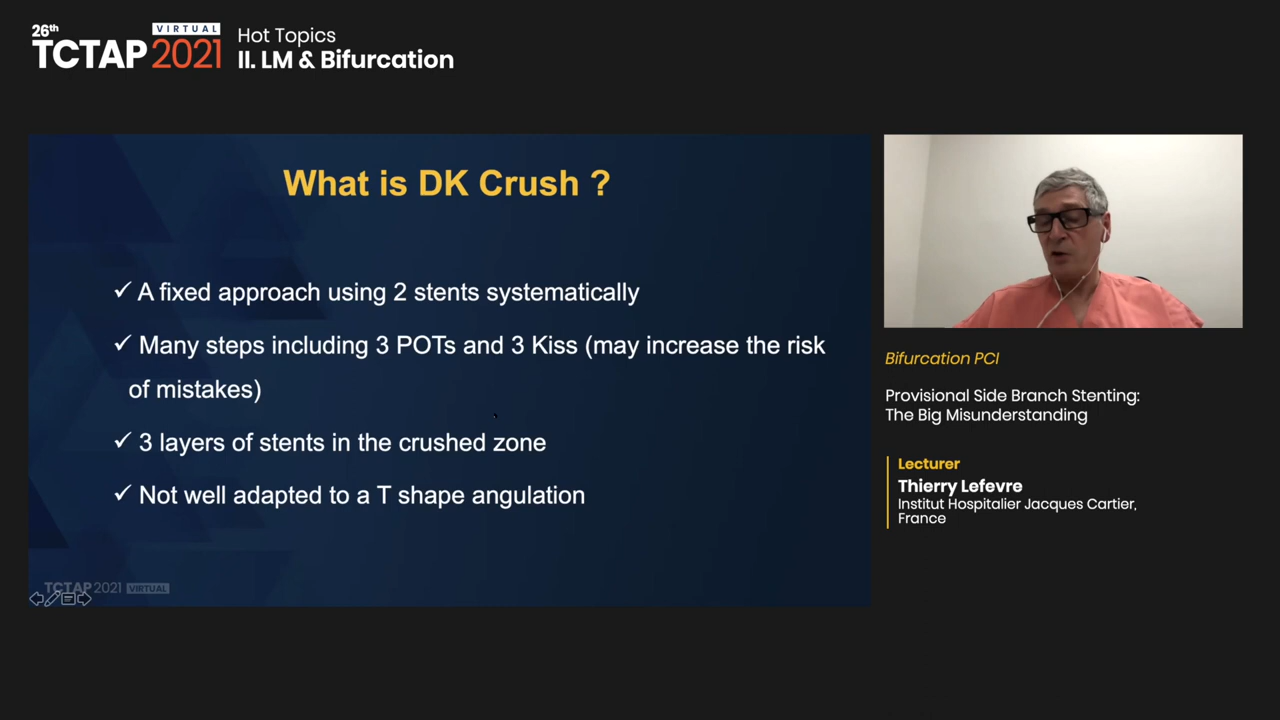 26th
VIRTUAL
TCTAP 2021
Hot Topics
II. LM & Bifurcation
What is DK Crush ?
✓ A fixed approach using 2 stents systematically
✓ Many steps including 3 POTs and 3 Kiss (may increase the risk
of mistakes)
✓ 3 layers of stents in the crushed zone
✓ Not well adapted to a T shape angulation
TCTAP 2021 VIRTUAL
Bifurcation PCI
Provisional Side Branch Stenting:
The Big Misunderstanding
Lecturer
Thierry Lefevre
Institut Hospitalier Jacques Cartier,
France